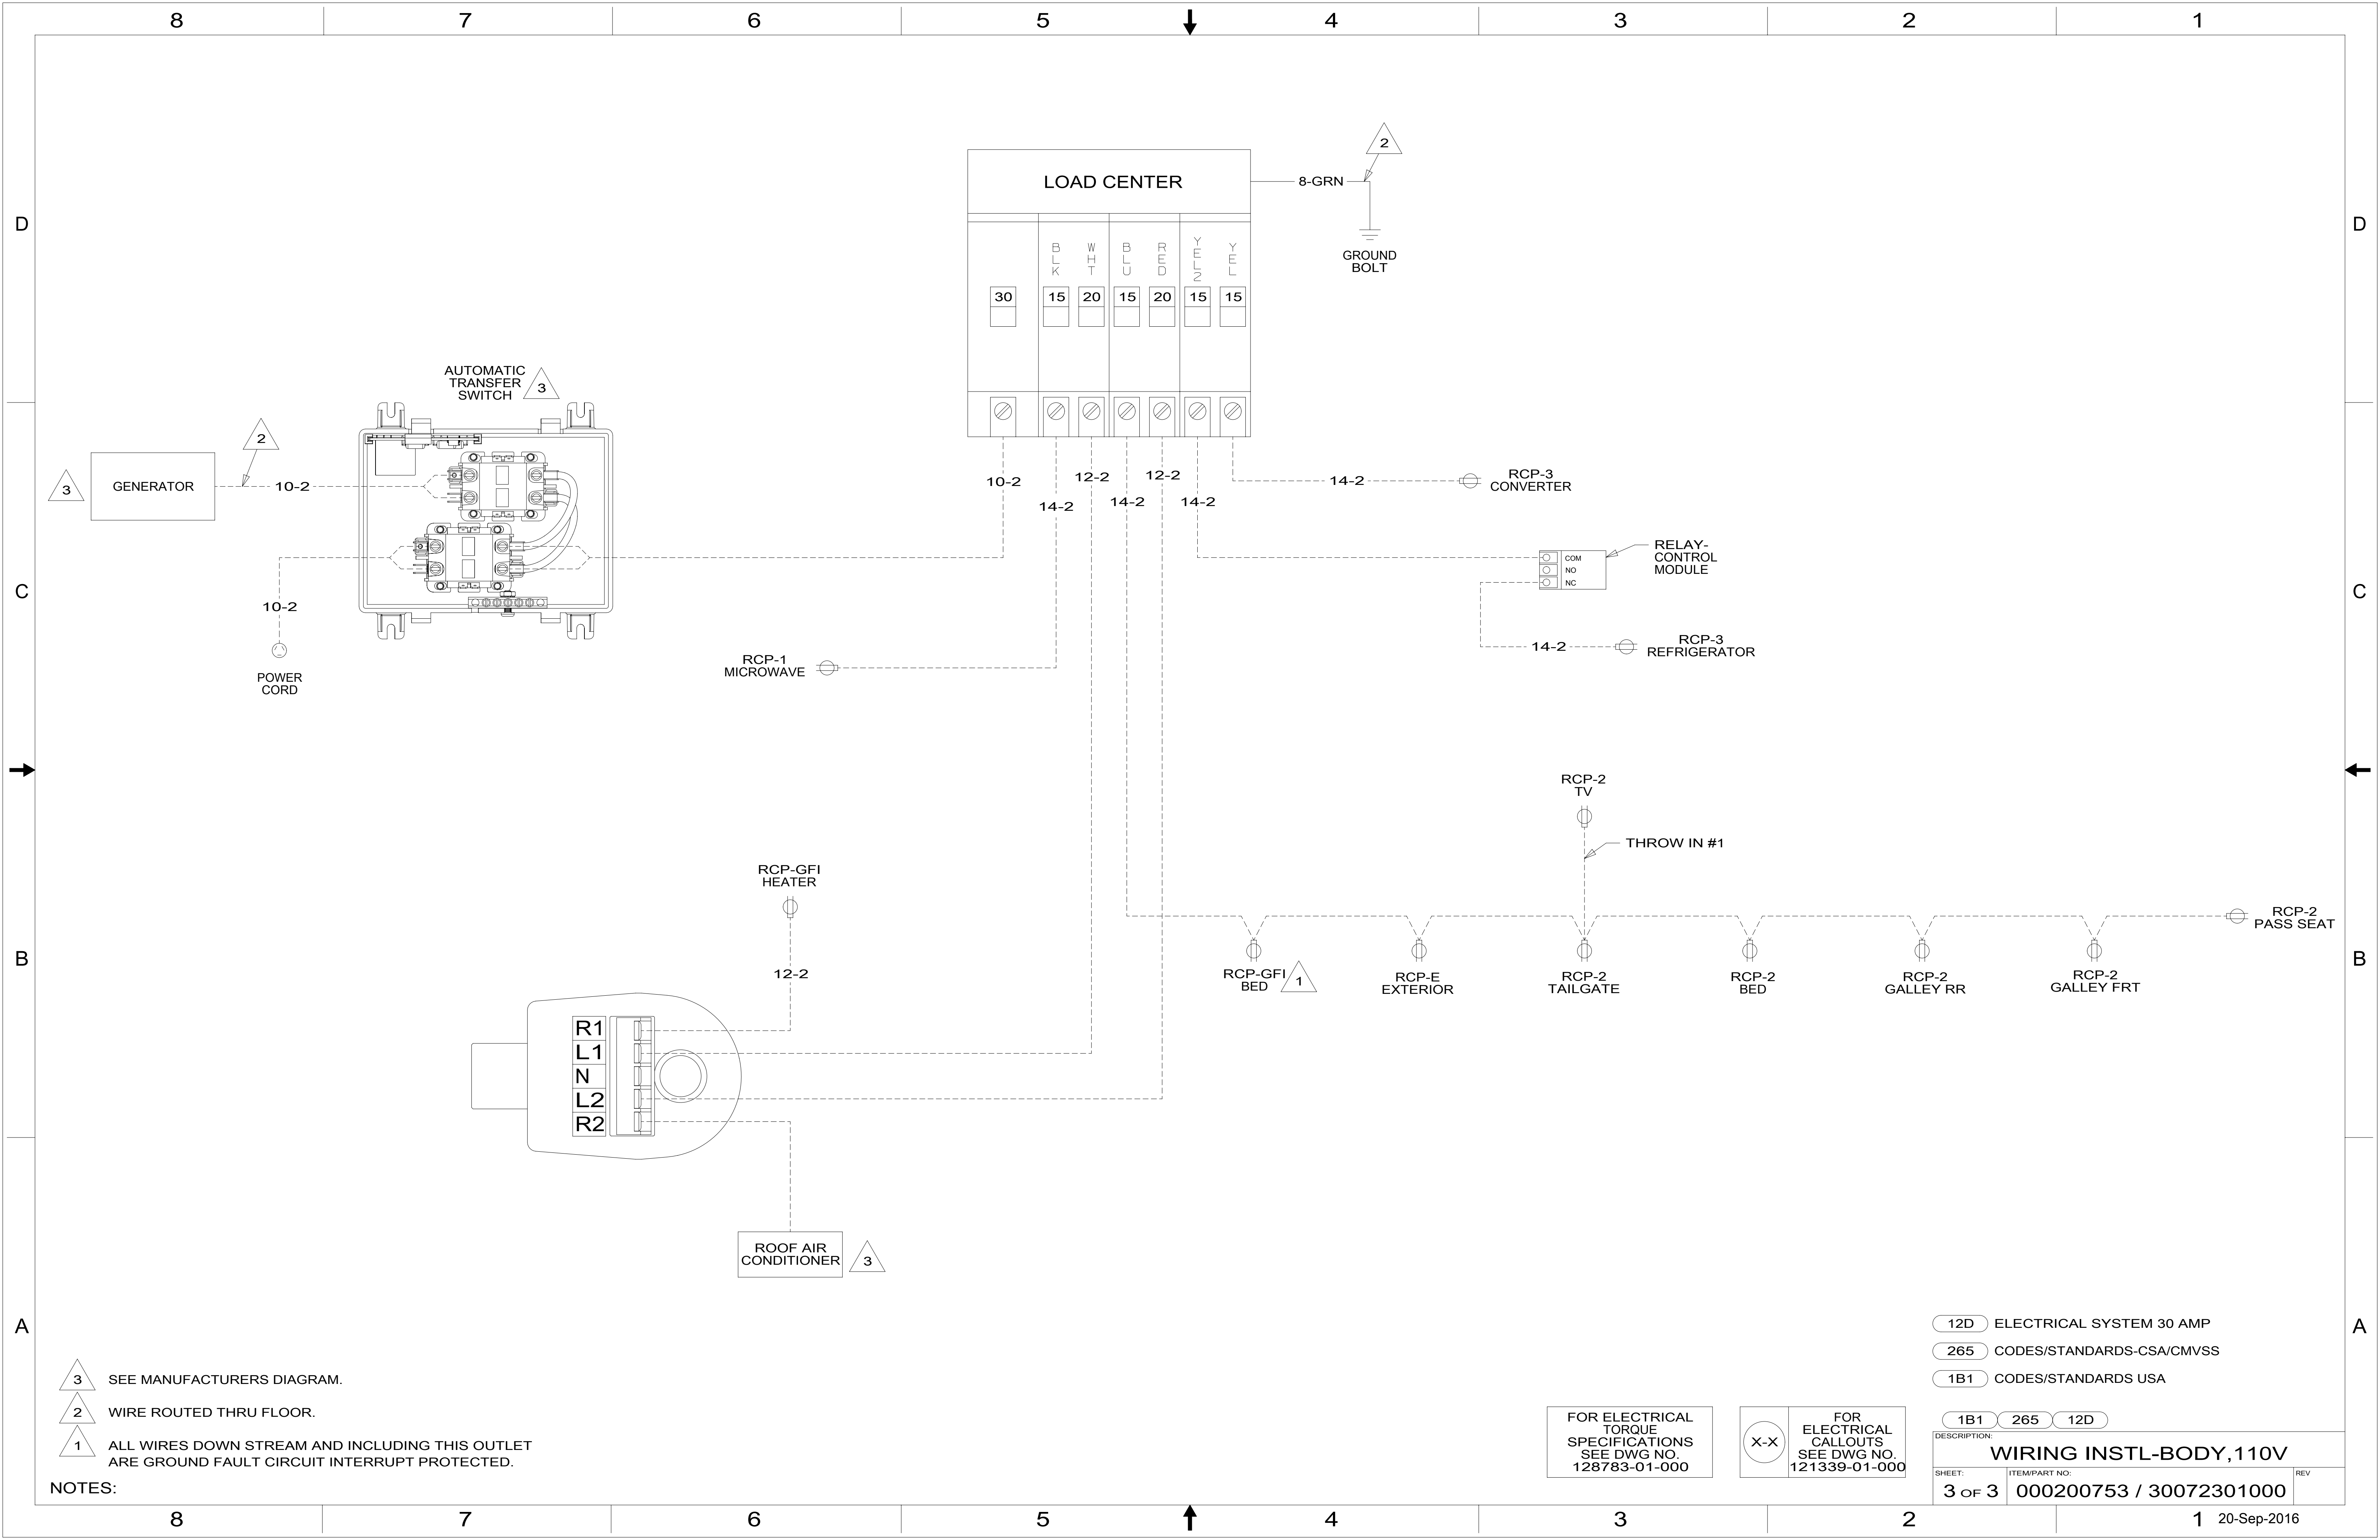 8 7 6 5 4 3 2 1
D
D
C
C
B
B
A
A
LOAD CENTER
8-GRN
2
GROUND
BOLT
BLK
WHT
BLU
RED
YEL2
YEL
30 15 20 15 20 15 15
AUTOMATIC
TRANSFER
SWITCH
3
2
3
GENERATOR
10-2
10-2
POWER
CORD
10-2
14-2
12-2
14-2
12-2
14-2
14-2
RCP-3
CONVERTER
COM
NO
NC
RELAY-
CONTROL
MODULE
14-2
RCP-3
REFRIGERATOR
RCP-1
MICROWAVE
RCP-2
TV
THROW IN #1
RCP-GFI
HEATER
12-2
RCP-GFI
BED
1
RCP-E
EXTERIOR
RCP-2
TAILGATE
RCP-2
BED
RCP-2
GALLEY RR
RCP-2
GALLEY FRT
RCP-2
PASS SEAT
R1
L1
N
L2
R2
ROOF AIR
CONDITIONER
3
3 SEE MANUFACTURERS DIAGRAM.
2 WIRE ROUTED THRU FLOOR.
1 ALL WIRES DOWN STREAM AND INCLUDING THIS OUTLET
ARE GROUND FAULT CIRCUIT INTERRUPT PROTECTED.
NOTES:
12D ELECTRICAL SYSTEM 30 AMP
265 CODES/STANDARDS-CSA/CMVSS
1B1 CODES/STANDARDS USA
1B1 265 12D
FOR ELECTRICAL
TORQUE
SPECIFICATIONS
SEE DWG NO.
128783-01-000
X-X
FOR
ELECTRICAL
CALLOUTS
SEE DWG NO.
121339-01-000
DESCRIPTION:
WIRING INSTL-BODY,110V
SHEET:
3 OF 3
ITEM/PART NO:
000200753 / 30072301000
REV
8 7 6 5 4 3 2 1
20-Sep-2016